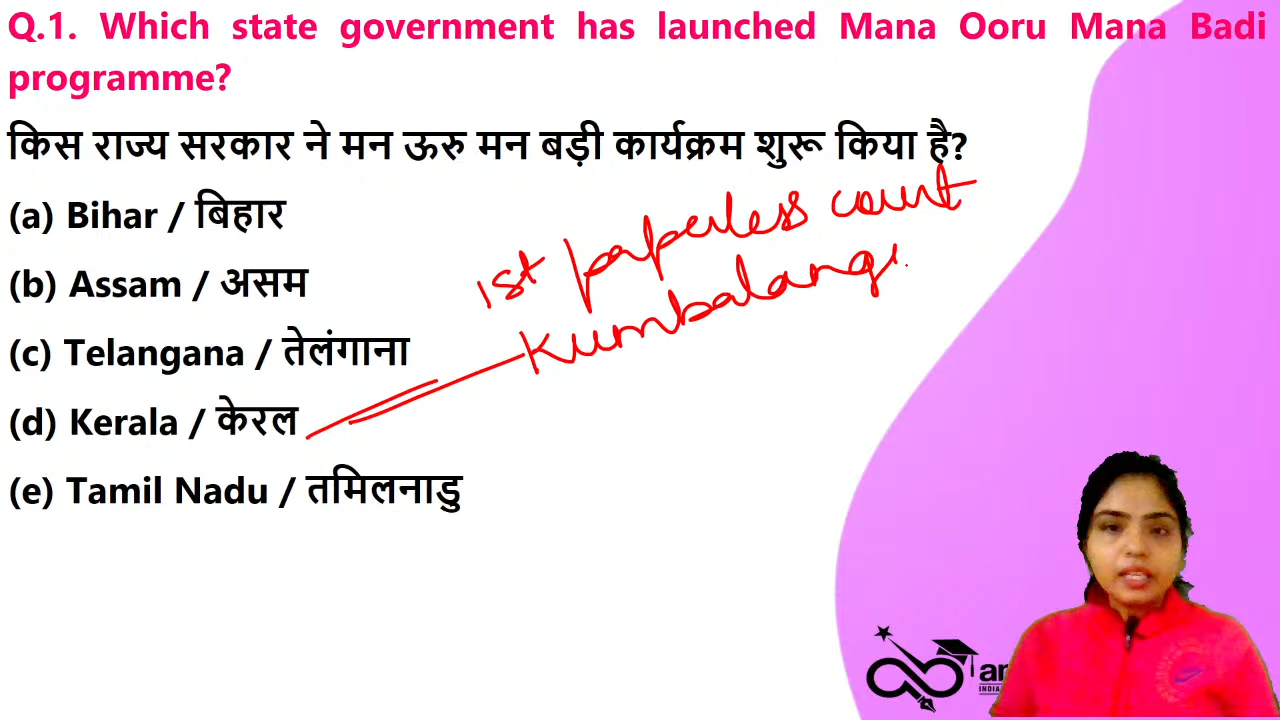 Q.1. Which state government has launched Mana Ooru Mana Badi
programme?
किस राज्य सरकार ने मन ऊरु मन बड़ी कार्यक्रम शुरू किया है?
(a) Bihar / बिहार
(b) Assam / असम
(c) Telangana / तेलंगाना
(d) Kerala / केरल
(e) Tamil Nadu / तमिलनाडु
1st paperless court
Kumbalangi